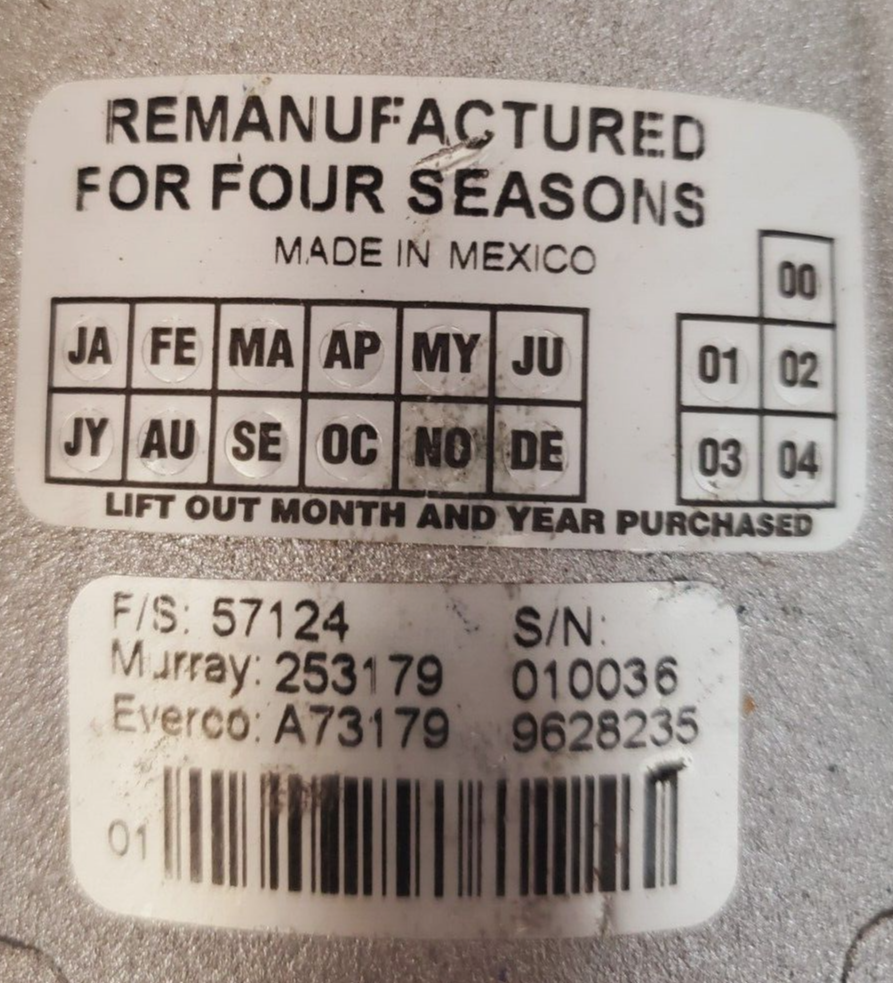 REMANUFACTURED
FOR FOUR SEASONS
MADE IN MEXICO
00
JA FE MA AP MY JU 01 02
JY AU SE OC NO DE 03 04
LIFT OUT MONTH AND YEAR PURCHASED
F/S: 57124 S/N:
Murray: 253179 010036
Everco: A73179 9628235
01